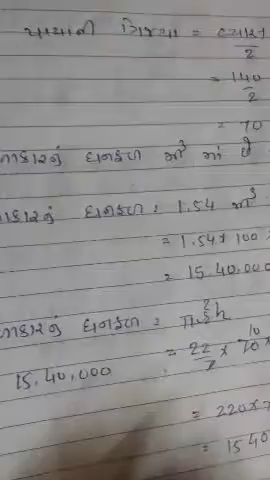 પાયાની ત્રિજ્યા = વ્યાસ
2
= 140
2
= 70
નળાકારનું ઘનફળ મી માં છે
નળાકારનું ઘનફળ = 1.54 મી
= 1.54 × 100
= 15,40,000
નળાકારનું ઘનફળ = πr²h
15,40,000 = 22/7 × 70 ×
= 220 × 7
= 1540